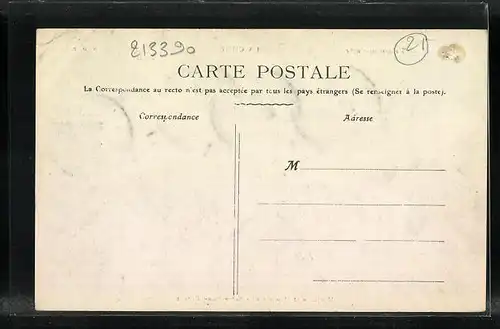 213390
21
CARTE POSTALE
La Correspondance au recto n'est pas acceptée par tous les pays étrangers (Se renseigner à la poste).
Correspondance
Adresse
M